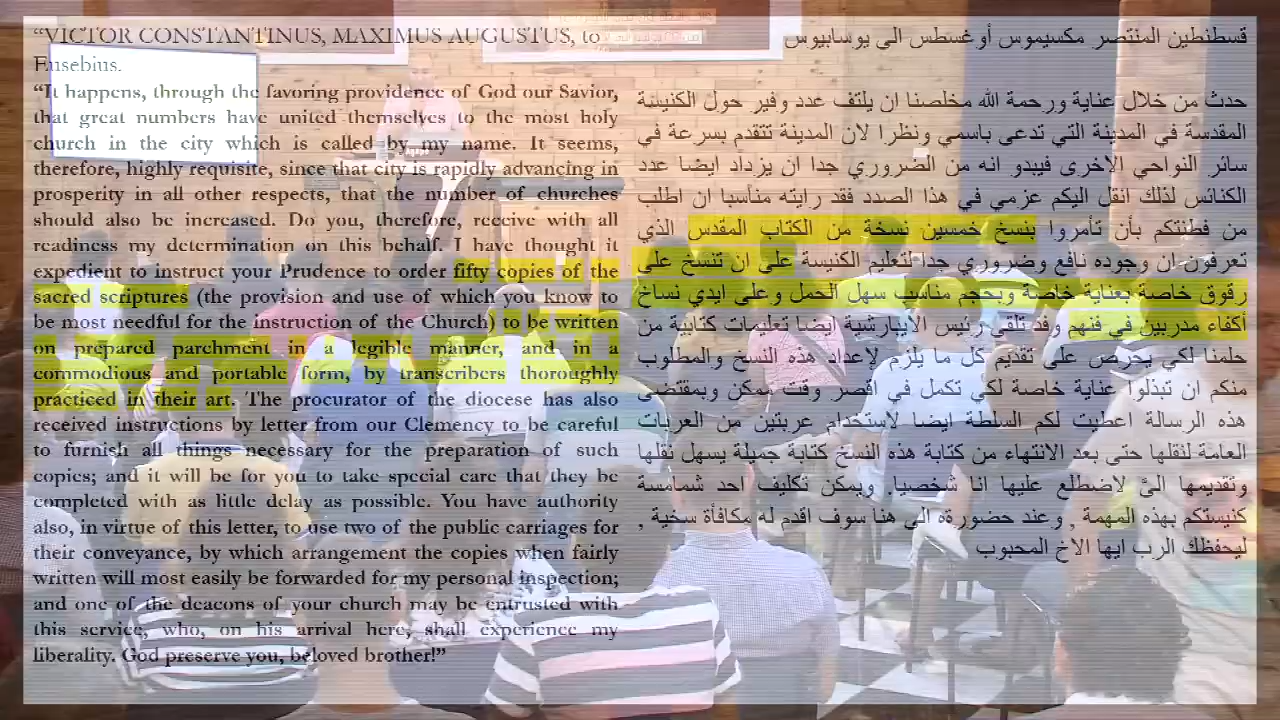 “VICTOR CONSTANTINUS, MAXIMUS AUGUSTUS, to
Eusebius.
“It happens, through the favoring providence of God our Savior,
that great numbers have united themselves to the most holy
church in the city which is called by my name. It seems,
therefore, highly requisite, since that city is rapidly advancing in
prosperity in all other respects, that the number of churches
should also be increased. Do you, therefore, receive with all
readiness my determination on this behalf. I have thought it
expedient to instruct your Prudence to order fifty copies of the
sacred scriptures (the provision and use of which you know to
be most needful for the instruction of the Church) to be written
on prepared parchment in a legible manner, and in a
commodious and portable form, by transcribers thoroughly
practiced in their art. The procurator of the diocese has also
received instructions by letter from our Clemency to be careful
to furnish all things necessary for the preparation of such
copies; and it will be for you to take special care that they be
completed with as little delay as possible. You have authority
also, in virtue of this letter, to use two of the public carriages for
their conveyance, by which arrangement the copies when fairly
written will most easily be forwarded for my personal inspection;
and one of the deacons of your church may be entrusted with
this service, who, on his arrival here, shall experience my
liberality. God preserve you, beloved brother!”
قسطنطين المنتصر مكسيموس أوغسطس الى يوسابيوس
حدث من خلال عناية ورحمة الله مخلصنا ان يلتف عدد وفير حول الكنيسة
المقدسة في المدينة التي تدعى باسمي ونظرا لان المدينة تتقدم بسرعة في
سائر النواحي الاخرى فيبدو انه من الضروري جدا ان يزداد ايضا عدد
الكنائس لذلك انقل اليكم عزمي في هذا الصدد فقد رايته مناسبا ان اطلب
من فطنتكم بأن تأمروا بنسخ خمسين نسخة من الكتاب المقدس الذي
تعرفون ان وجوده نافع وضروري جدا لتعليم الكنيسة على ان تنسخ على
رقوق خاصة بعناية خاصة وبحجم مناسب سهل الحمل وعلى ايدي نساخ
أكفاء مدربين في فنهم وقد تلقى رئيس الايبارشية ايضا تعليمات كتابية من
حلمنا لكي يحرص على تقديم كل ما يلزم لإعداد هذه النسخ والمطلوب
منكم ان تبذلوا عناية خاصة لكي تكمل في اقصر وقت ممكن وبمقتضى
هذه الرسالة اعطيت لكم السلطة ايضا لاستخدام عربتين من العربات
العامة لنقلها حتى بعد الانتهاء من كتابة هذه النسخ كتابة جميلة يسهل نقلها
وتقديمها الىَّ لاضطلع عليها انا شخصيا. ويمكن تكليف احد شمامسة
كنيستكم بهذه المهمة , وعند حضورةه الى هنا سوف اقدم له مكافأة سخية ,
ليحفظك الرب ايها الاخ المحبوب